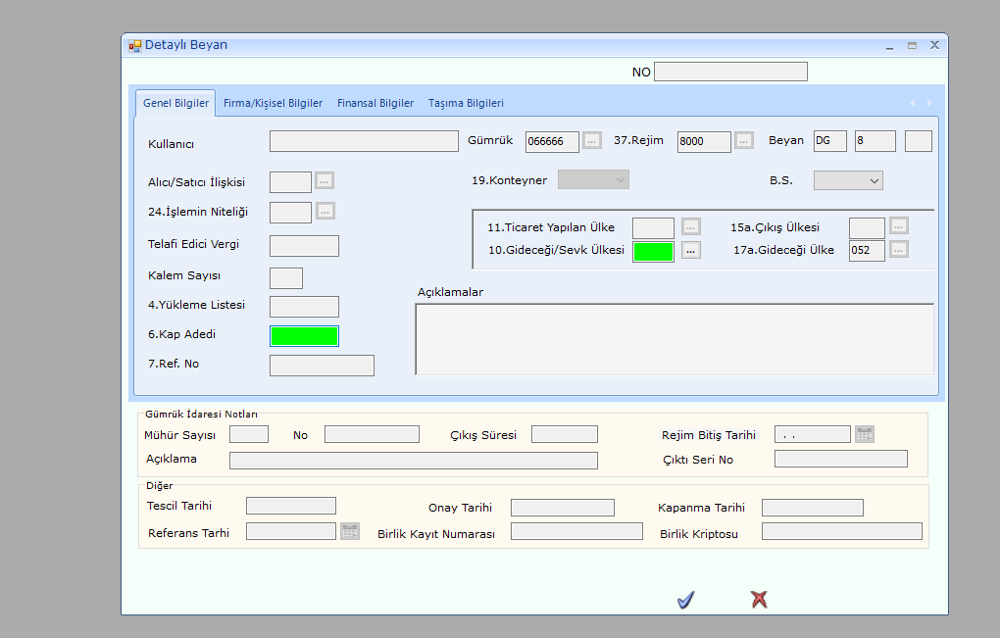 Detaylı Beyan
NO
Genel Bilgiler Firma/Kişisel Bilgiler Finansal Bilgiler Taşıma Bilgileri
Kullanıcı Gümrük 066666 ... 37.Rejim 8000 ... Beyan DG 8
Alıcı/Satıcı İlişkisi ... 19.Konteyner B.S.
24.İşlemin Niteliği ...
11.Ticaret Yapılan Ülke ... 15a.Çıkış Ülkesi ...
Telafi Edici Vergi 10.Gideceği/Sevk Ülkesi ... 17a.Gideceği Ülke 052 ...
Kalem Sayısı
Açıklamalar
4.Yükleme Listesi
6.Kap Adedi
7.Ref. No
Gümrük İdaresi Notları
Mühür Sayısı No Çıkış Süresi Rejim Bitiş Tarihi . .
Açıklama Çıktı Seri No
Diğer
Tescil Tarihi Onay Tarihi Kapanma Tarihi
Referans Tarhi Birlik Kayıt Numarası Birlik Kriptosu